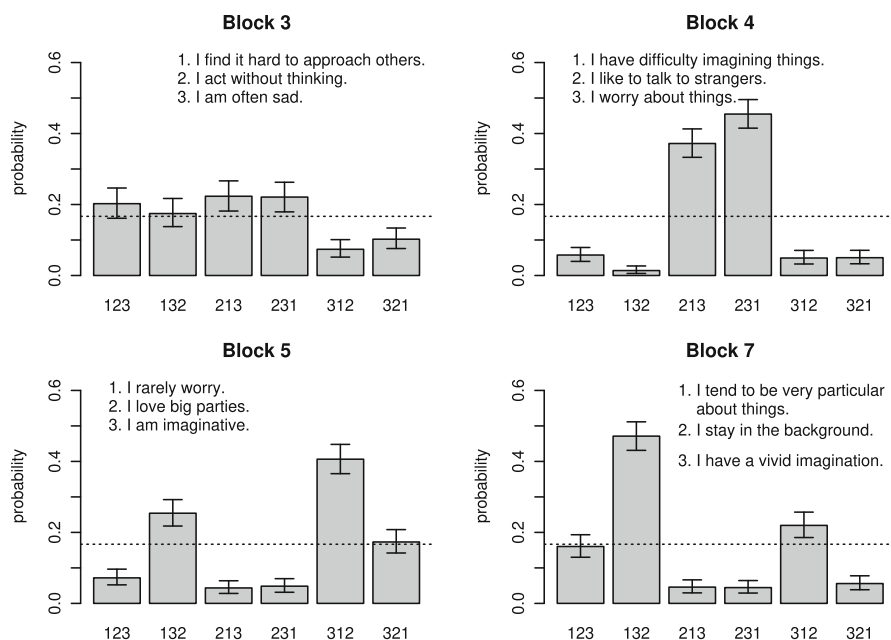 Block 3
1. I find it hard to approach others.
2. I act without thinking.
3. I am often sad.
probability
0.0
0.2
0.4
0.6
123 132 213 231 312 321
Block 4
1. I have difficulty imagining things.
2. I like to talk to strangers.
3. I worry about things.
probability
0.0
0.2
0.4
0.6
123 132 213 231 312 321
Block 5
1. I rarely worry.
2. I love big parties.
3. I am imaginative.
probability
0.0
0.2
0.4
0.6
123 132 213 231 312 321
Block 7
1. I tend to be very particular
about things.
2. I stay in the background.
3. I have a vivid imagination.
probability
0.0
0.2
0.4
0.6
123 132 213 231 312 321